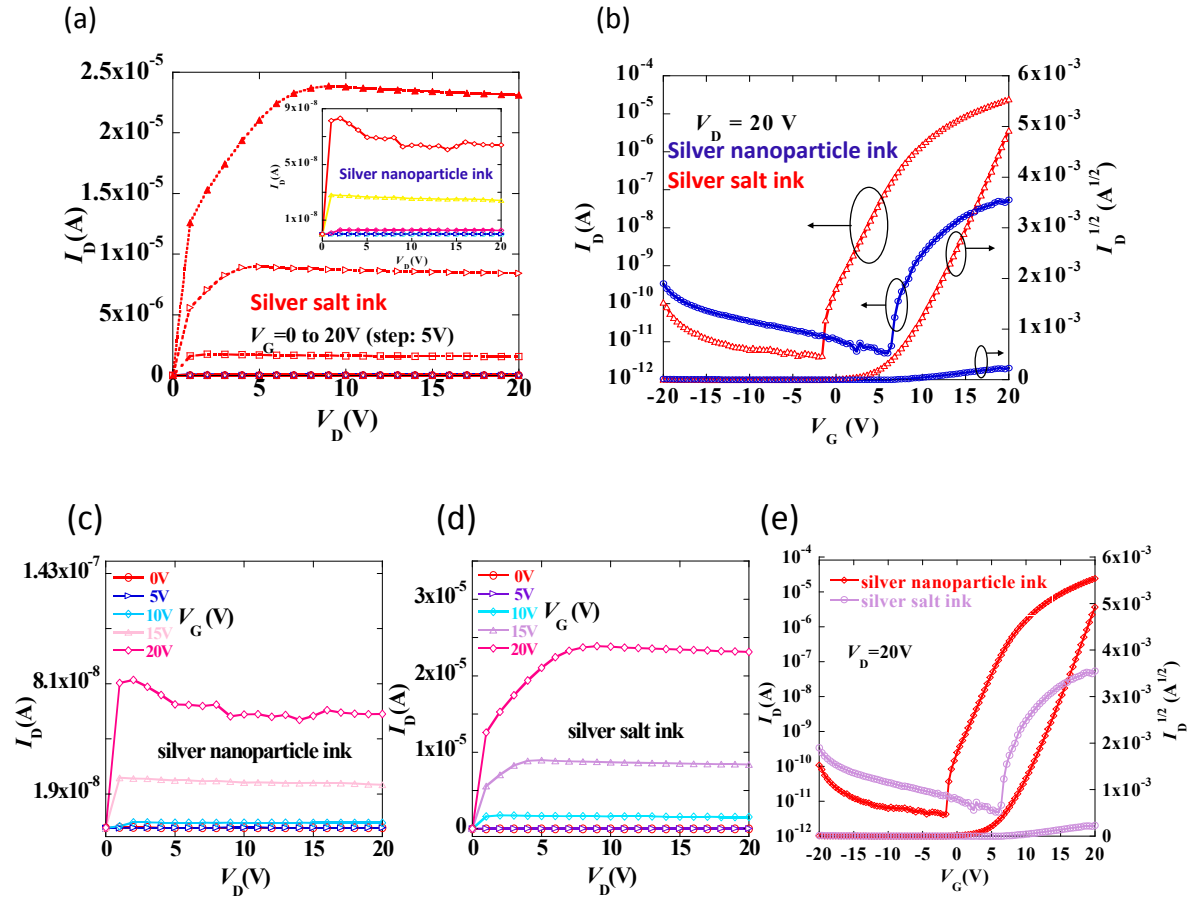 (a)
2.5x10⁻⁵
2x10⁻⁵
1.5x10⁻⁵
1x10⁻⁵
5x10⁻⁶
0
I_D(A)
0 5 10 15 20
V_D(V)
Silver salt ink
V_G=0 to 20V (step: 5V)
9x10⁻⁸
5x10⁻⁸
1x10⁻⁸
I_D(A)
Silver nanoparticle ink
0 5 10 15 20
V_D(V)
(b)
10⁻⁴
10⁻⁵
10⁻⁶
10⁻⁷
10⁻⁸
10⁻⁹
10⁻¹⁰
10⁻¹¹
10⁻¹²
I_D(A)
V_D = 20 V
Silver nanoparticle ink
Silver salt ink
6x10⁻³
5x10⁻³
4x10⁻³
3x10⁻³
2x10⁻³
1x10⁻³
0
I_D^1/2 (A^1/2)
-20 -15 -10 -5 0 5 10 15 20
V_G (V)
(c)
1.43x10⁻⁷
8.1x10⁻⁸
1.9x10⁻⁸
I_D(A)
0V
5V
10V
15V
20V
V_G(V)
silver nanoparticle ink
0 5 10 15 20
V_D(V)
(d)
3x10⁻⁵
2x10⁻⁵
1x10⁻⁵
0
I_D(A)
0V
5V
10V
15V
20V
V_G(V)
silver salt ink
0 5 10 15 20
V_D(V)
(e)
10⁻⁴
10⁻⁵
10⁻⁶
10⁻⁷
10⁻⁸
10⁻⁹
10⁻¹⁰
10⁻¹¹
10⁻¹²
I_D(A)
silver nanoparticle ink
silver salt ink
V_D=20V
6x10⁻³
5x10⁻³
4x10⁻³
3x10⁻³
2x10⁻³
1x10⁻³
0
I_D^1/2 (A^1/2)
-20 -15 -10 -5 0 5 10 15 20
V_G(V)